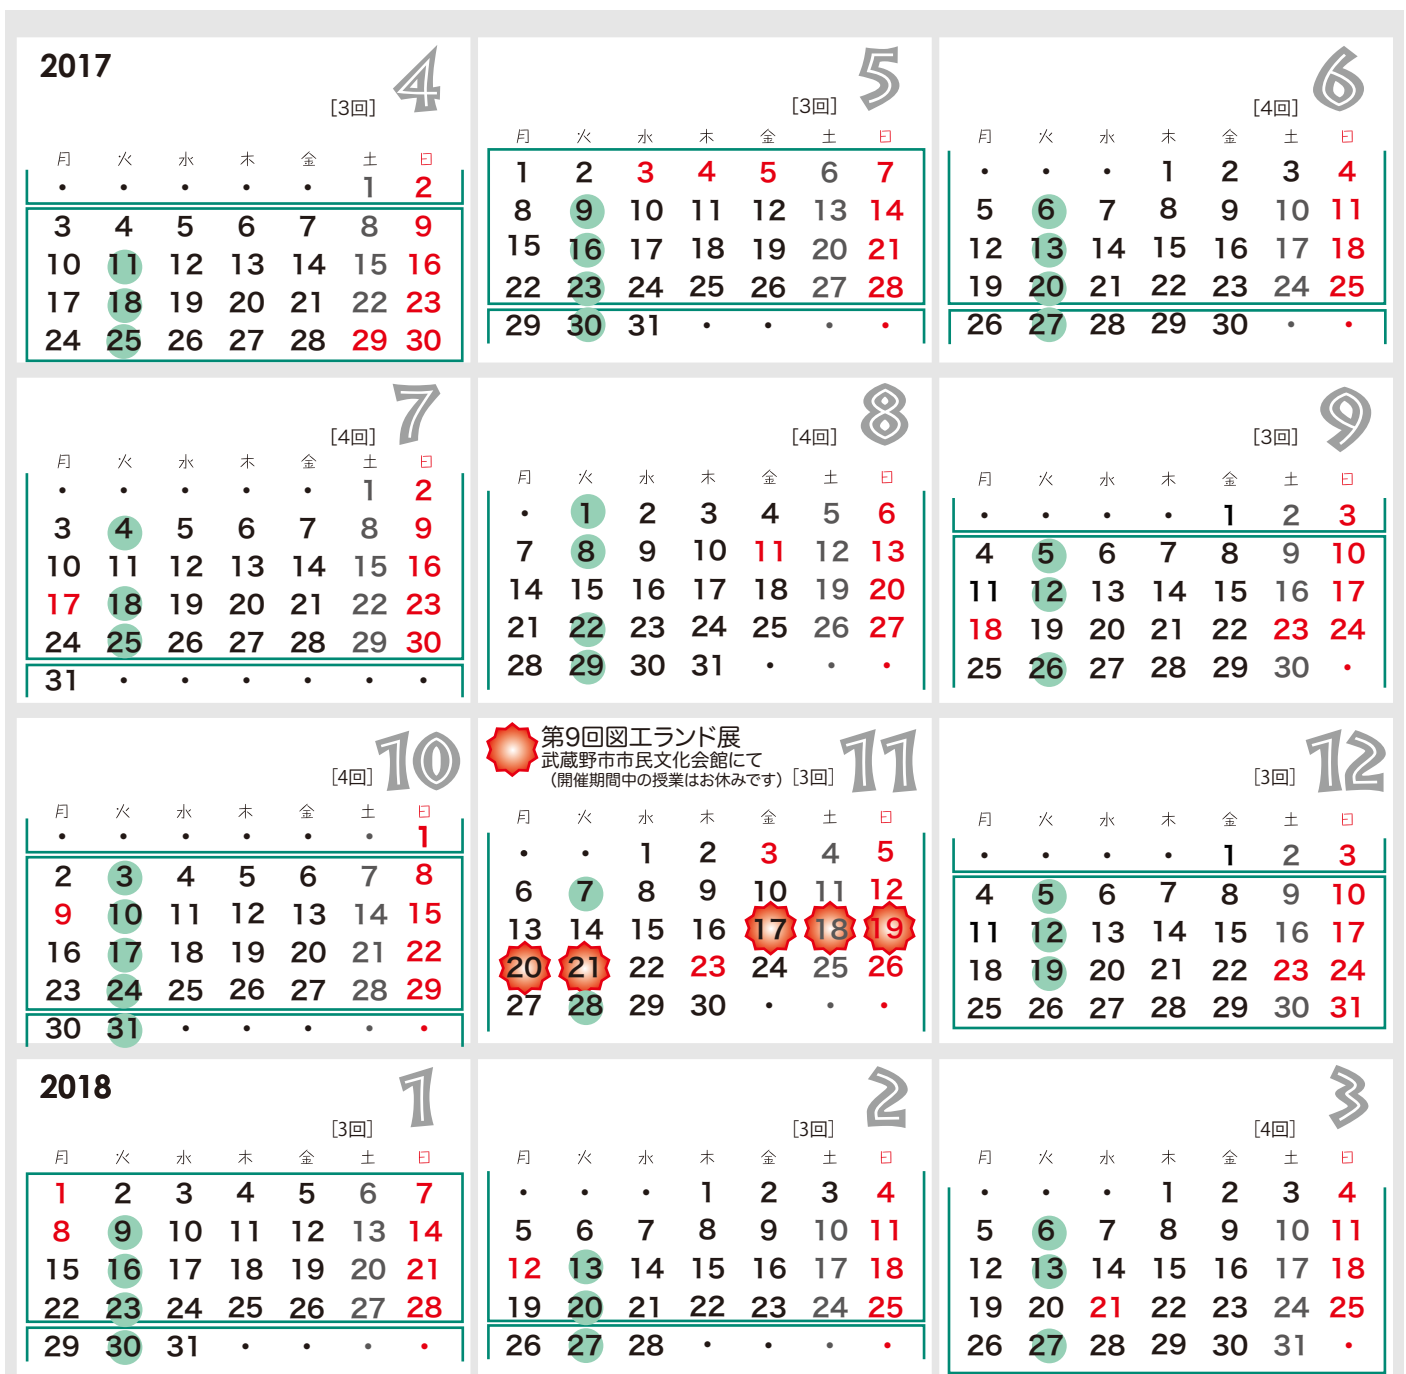 2017
4
[3回]
月 火 水 木 金 土 日
・ ・ ・ ・ ・ 1 2
3 4 5 6 7 8 9
10 11 12 13 14 15 16
17 18 19 20 21 22 23
24 25 26 27 28 29 30
5
[3回]
月 火 水 木 金 土 日
1 2 3 4 5 6 7
8 9 10 11 12 13 14
15 16 17 18 19 20 21
22 23 24 25 26 27 28
29 30 31 ・ ・ ・ ・
6
[4回]
月 火 水 木 金 土 日
・ ・ ・ 1 2 3 4
5 6 7 8 9 10 11
12 13 14 15 16 17 18
19 20 21 22 23 24 25
26 27 28 29 30 ・ ・
7
[4回]
月 火 水 木 金 土 日
・ ・ ・ ・ ・ 1 2
3 4 5 6 7 8 9
10 11 12 13 14 15 16
17 18 19 20 21 22 23
24 25 26 27 28 29 30
31 ・ ・ ・ ・ ・ ・
8
[4回]
月 火 水 木 金 土 日
・ 1 2 3 4 5 6
7 8 9 10 11 12 13
14 15 16 17 18 19 20
21 22 23 24 25 26 27
28 29 30 31 ・ ・ ・
9
[3回]
月 火 水 木 金 土 日
・ ・ ・ ・ 1 2 3
4 5 6 7 8 9 10
11 12 13 14 15 16 17
18 19 20 21 22 23 24
25 26 27 28 29 30 ・
10
[4回]
月 火 水 木 金 土 日
・ ・ ・ ・ ・ ・ 1
2 3 4 5 6 7 8
9 10 11 12 13 14 15
16 17 18 19 20 21 22
23 24 25 26 27 28 29
30 31 ・ ・ ・ ・ ・
第9回図工ランド展
武蔵野市市民文化会館にて
（開催期間中の授業はお休みです）
[3回]
11
月 火 水 木 金 土 日
・ ・ 1 2 3 4 5
6 7 8 9 10 11 12
13 14 15 16 17 18 19
20 21 22 23 24 25 26
27 28 29 30 ・ ・ ・
12
[3回]
月 火 水 木 金 土 日
・ ・ ・ ・ 1 2 3
4 5 6 7 8 9 10
11 12 13 14 15 16 17
18 19 20 21 22 23 24
25 26 27 28 29 30 31
2018
1
[3回]
月 火 水 木 金 土 日
1 2 3 4 5 6 7
8 9 10 11 12 13 14
15 16 17 18 19 20 21
22 23 24 25 26 27 28
29 30 31 ・ ・ ・ ・
2
[3回]
月 火 水 木 金 土 日
・ ・ ・ 1 2 3 4
5 6 7 8 9 10 11
12 13 14 15 16 17 18
19 20 21 22 23 24 25
26 27 28 ・ ・ ・ ・
3
[4回]
月 火 水 木 金 土 日
・ ・ ・ 1 2 3 4
5 6 7 8 9 10 11
12 13 14 15 16 17 18
19 20 21 22 23 24 25
26 27 28 29 30 31 ・